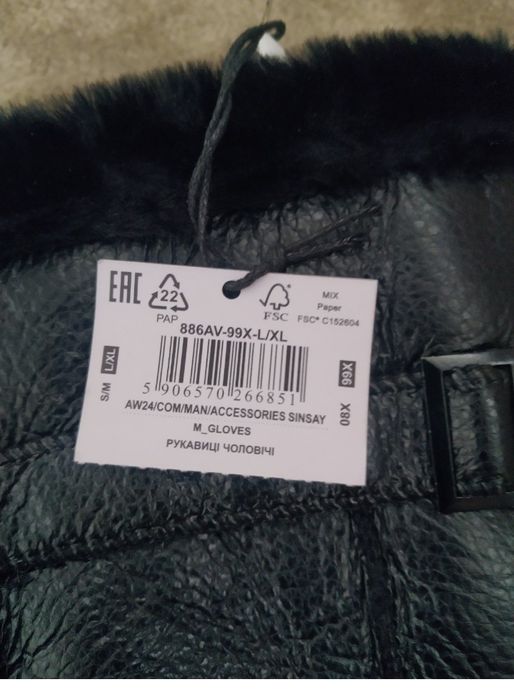 EAC
22
PAP
FSC
MIX
Paper
FSC® C152604
886AV-99X-L/XL
S/M L/XL
5 906570 266851
08X 99X
AW24/COM/MAN/ACCESSORIES SINSAY
M_GLOVES
РУКАВИЦІ ЧОЛОВІЧІ